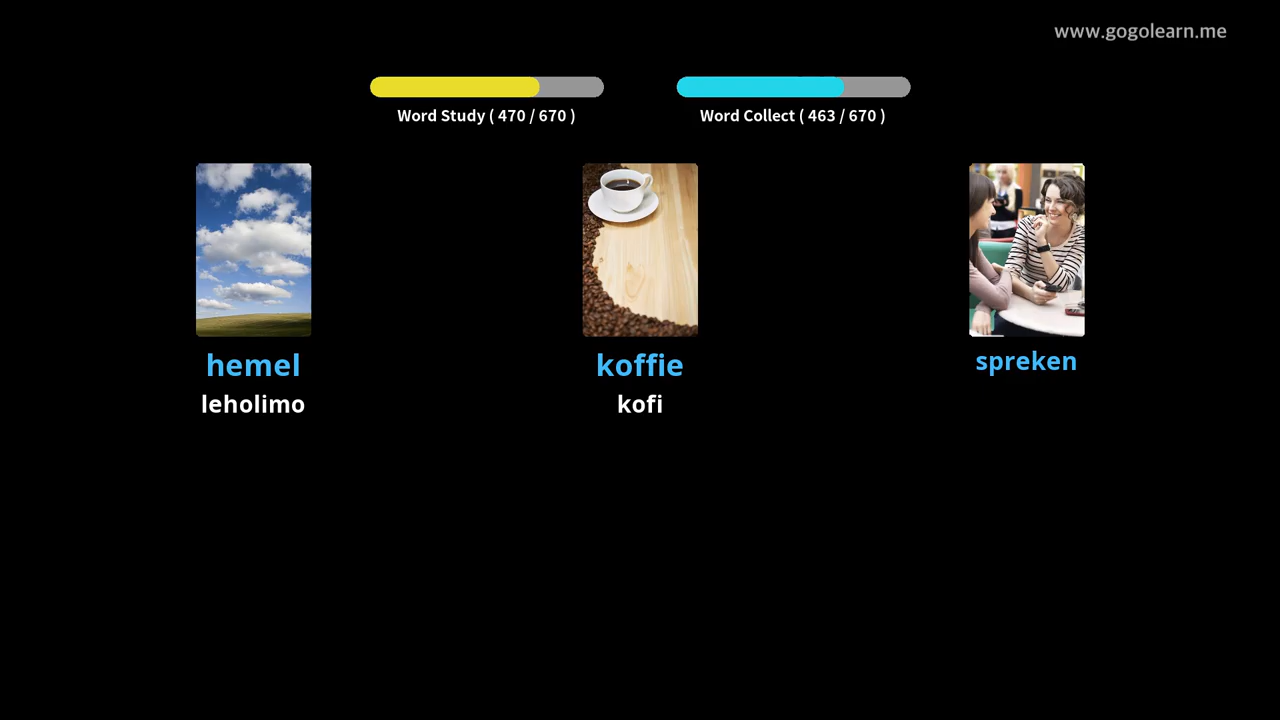 www.gogolearn.me
Word Study ( 470 / 670 )
Word Collect ( 463 / 670 )
hemel
koffie
spreken
leholimo
kofi